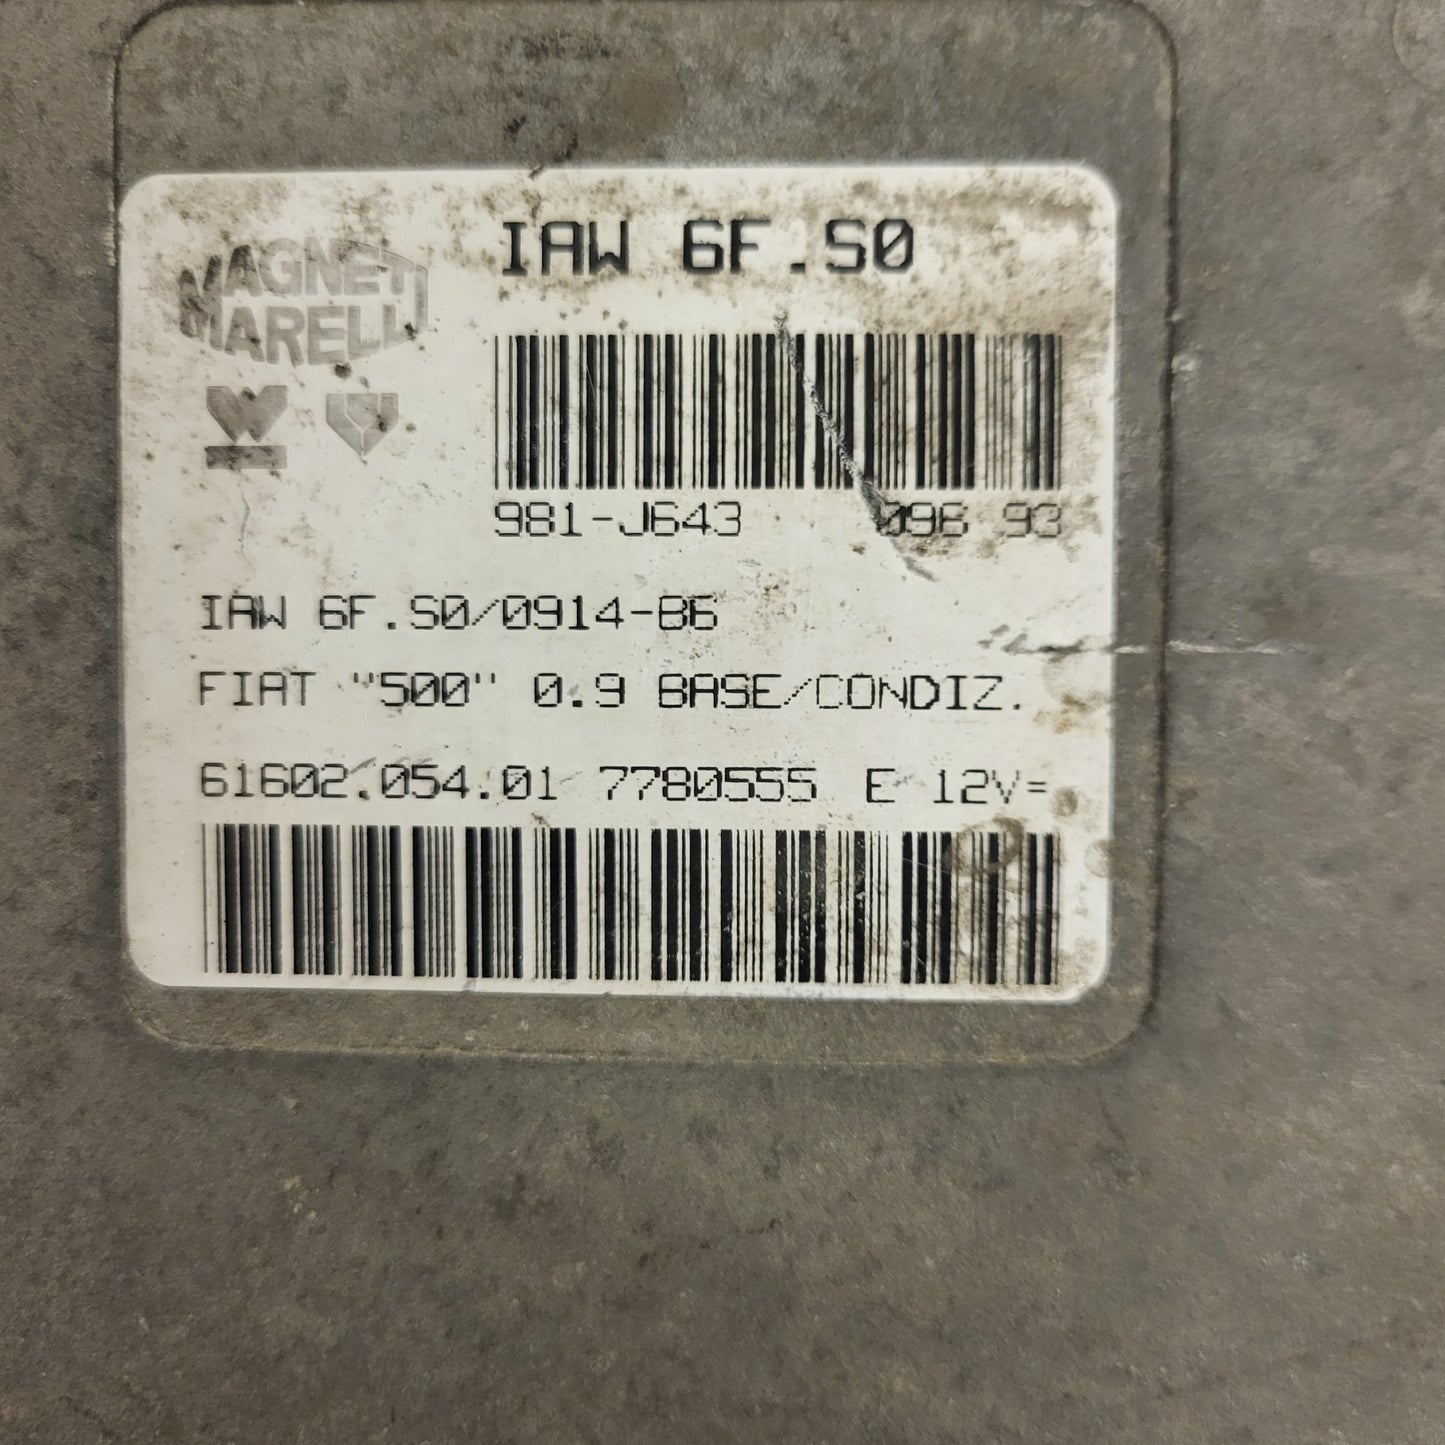 MAGNETI
MARELLI
IAW 6F.S0
W
981-J643 096 93
IAW 6F.S0/0914-B6
FIAT "500" 0.9 BASE/CONDIZ.
61602.054.01 7780555 E 12V=